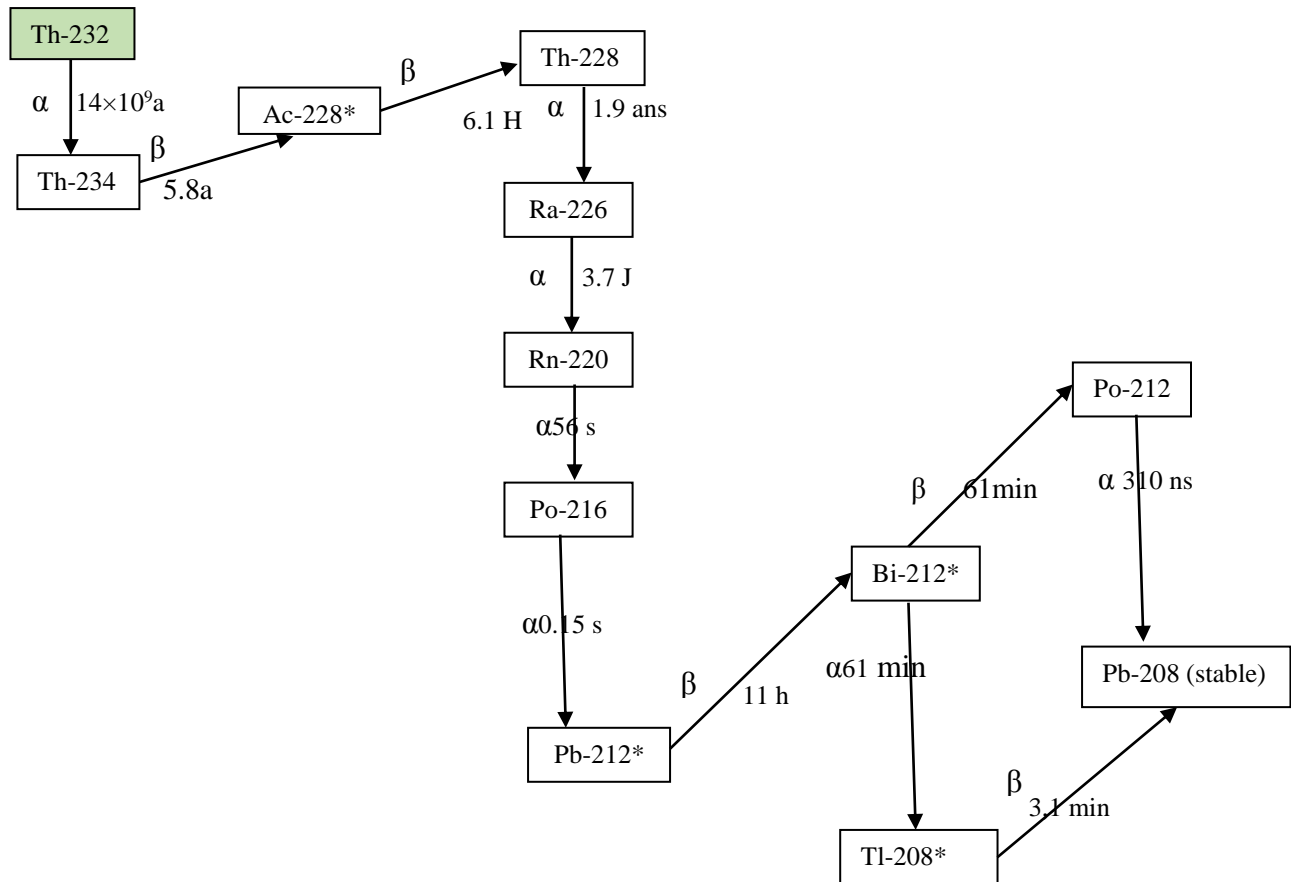 Th-232
α 14×10⁹a
Th-234
β
5.8a
Ac-228*
β
6.1 H
Th-228
α 1.9 ans
Ra-226
α 3.7 J
Rn-220
α56 s
Po-216
α0.15 s
Pb-212*
β
11 h
Bi-212*
β 61min
Po-212
α 310 ns
α61 min
Pb-208 (stable)
Tl-208*
β
3.1 min